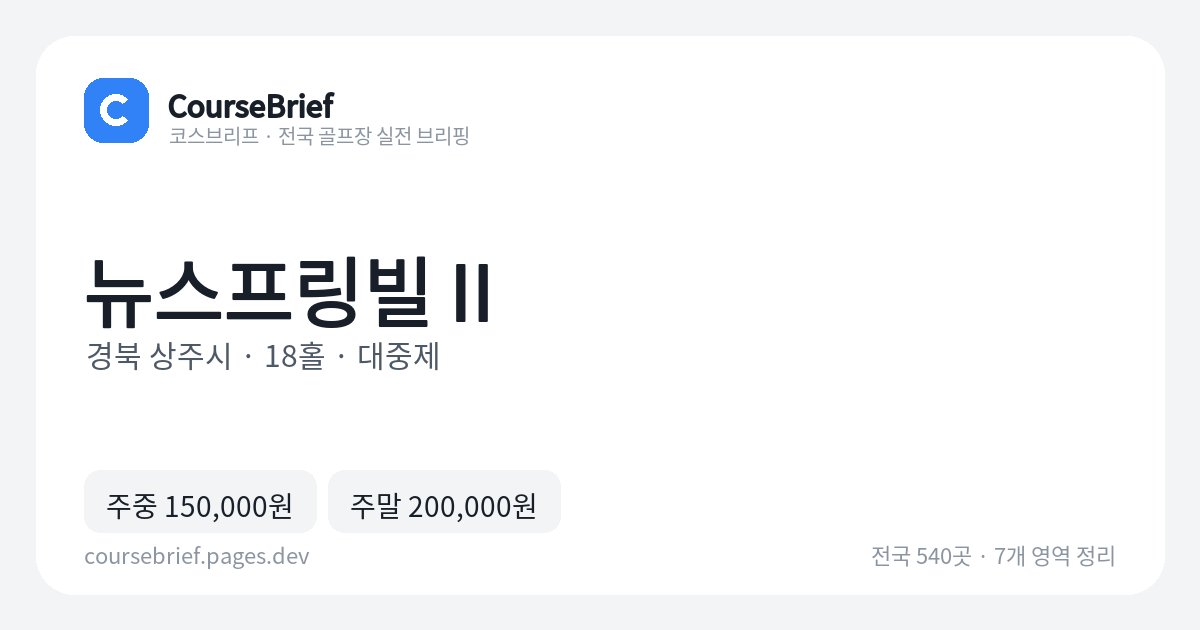 C
CourseBrief
코스브리프 · 전국 골프장 실전 브리핑
뉴스프링빌Ⅱ
경북 상주시 · 18홀 · 대중제
주중 150,000원 주말 200,000원
coursebrief.pages.dev 전국 540곳 · 7개 영역 정리